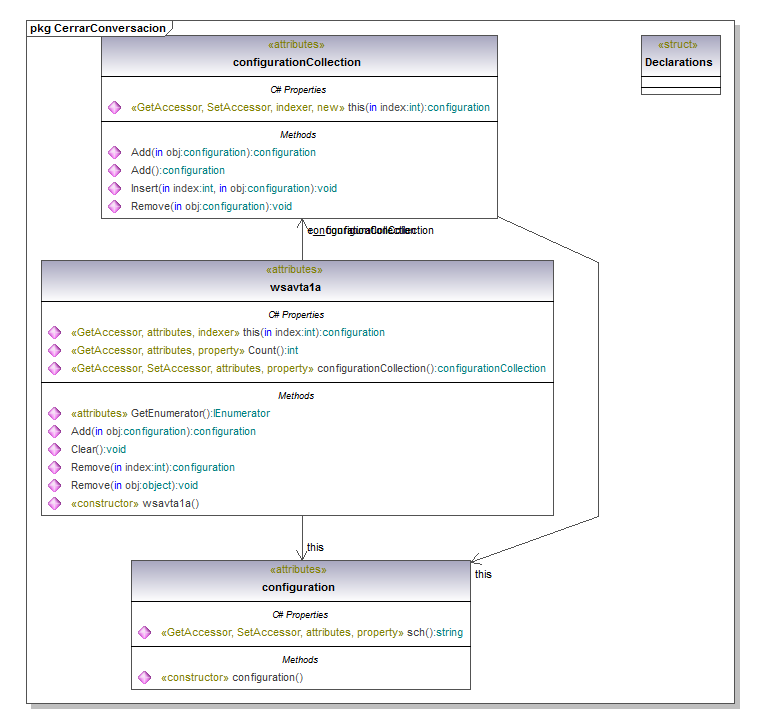 pkg CerrarConversacion
«attributes»
configurationCollection
C# Properties
«GetAccessor, SetAccessor, indexer, new» this(in index:int):configuration
Methods
Add(in obj:configuration):configuration
Add():configuration
Insert(in index:int, in obj:configuration):void
Remove(in obj:configuration):void
«struct»
Declarations
configurationCollection
«attributes»
wsavta1a
C# Properties
«GetAccessor, attributes, indexer» this(in index:int):configuration
«GetAccessor, attributes, property» Count():int
«GetAccessor, SetAccessor, attributes, property» configurationCollection():configurationCollection
Methods
«attributes» GetEnumerator():IEnumerator
Add(in obj:configuration):configuration
Clear():void
Remove(in index:int):configuration
Remove(in obj:object):void
«constructor» wsavta1a()
this
this
«attributes»
configuration
C# Properties
«GetAccessor, SetAccessor, attributes, property» sch():string
Methods
«constructor» configuration()